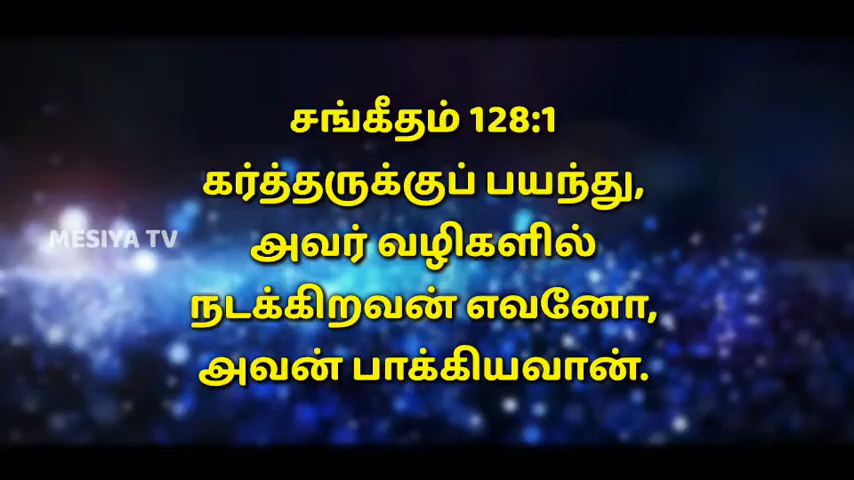 சங்கீதம் 128:1
கர்த்தருக்குப் பயந்து,
அவர் வழிகளில்
நடக்கிறவன் எவனோ,
அவன் பாக்கியவான்.
MESIYA TV